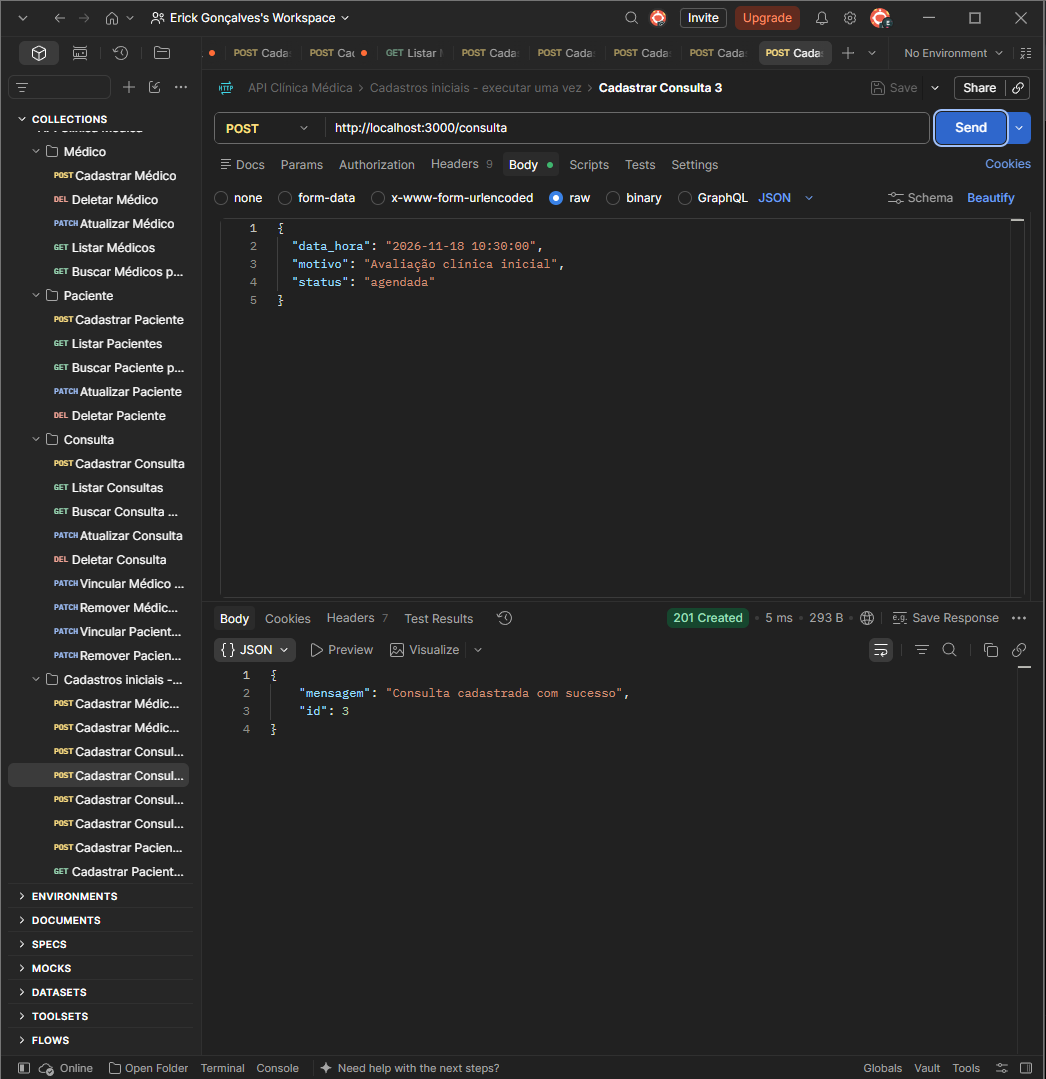 Erick Gonçalves's Workspace
Invite
Upgrade
POST Cada
POST Cac
GET Listar
POST Cada
POST Cada
POST Cada
POST Cada
POST Cada
No Environment
HTTP
API Clínica Médica > Cadastros iniciais - executar uma vez > Cadastrar Consulta 3
Save
Share
COLLECTIONS
API Clínica Médica
Médico
POST Cadastrar Médico
DEL Deletar Médico
PATCH Atualizar Médico
GET Listar Médicos
GET Buscar Médicos p...
Paciente
POST Cadastrar Paciente
GET Listar Pacientes
GET Buscar Paciente p...
PATCH Atualizar Paciente
DEL Deletar Paciente
Consulta
POST Cadastrar Consulta
GET Listar Consultas
GET Buscar Consulta ...
PATCH Atualizar Consulta
DEL Deletar Consulta
PATCH Vincular Médico ...
PATCH Remover Médic...
PATCH Vincular Pacient...
PATCH Remover Pacien...
Cadastros iniciais -...
POST Cadastrar Médic...
POST Cadastrar Médic...
POST Cadastrar Consul...
POST Cadastrar Consul...
POST Cadastrar Consul...
POST Cadastrar Consul...
POST Cadastrar Pacien...
GET Cadastrar Pacient...
ENVIRONMENTS
DOCUMENTS
SPECS
MOCKS
DATASETS
TOOLSETS
FLOWS
POST
http://localhost:3000/consulta
Send
Docs Params Authorization Headers 9 Body Scripts Tests Settings Cookies
none form-data x-www-form-urlencoded raw binary GraphQL JSON Schema Beautify
1 {
2 "data_hora": "2026-11-18 10:30:00",
3 "motivo": "Avaliação clínica inicial",
4 "status": "agendada"
5 }
Body Cookies Headers 7 Test Results
201 Created • 5 ms • 293 B
e.g. Save Response
{} JSON Preview Visualize
1 {
2 "mensagem": "Consulta cadastrada com sucesso",
3 "id": 3
4 }
Online Open Folder Terminal Console Need help with the next steps? Globals Vault Tools